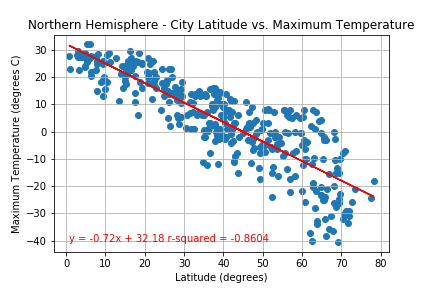 Northern Hemisphere - City Latitude vs. Maximum Temperature
Maximum Temperature (degrees C)
30
20
10
0
−10
−20
−30
−40
y = -0.72x + 32.18 r-squared = -0.8604
0 10 20 30 40 50 60 70 80
Latitude (degrees)